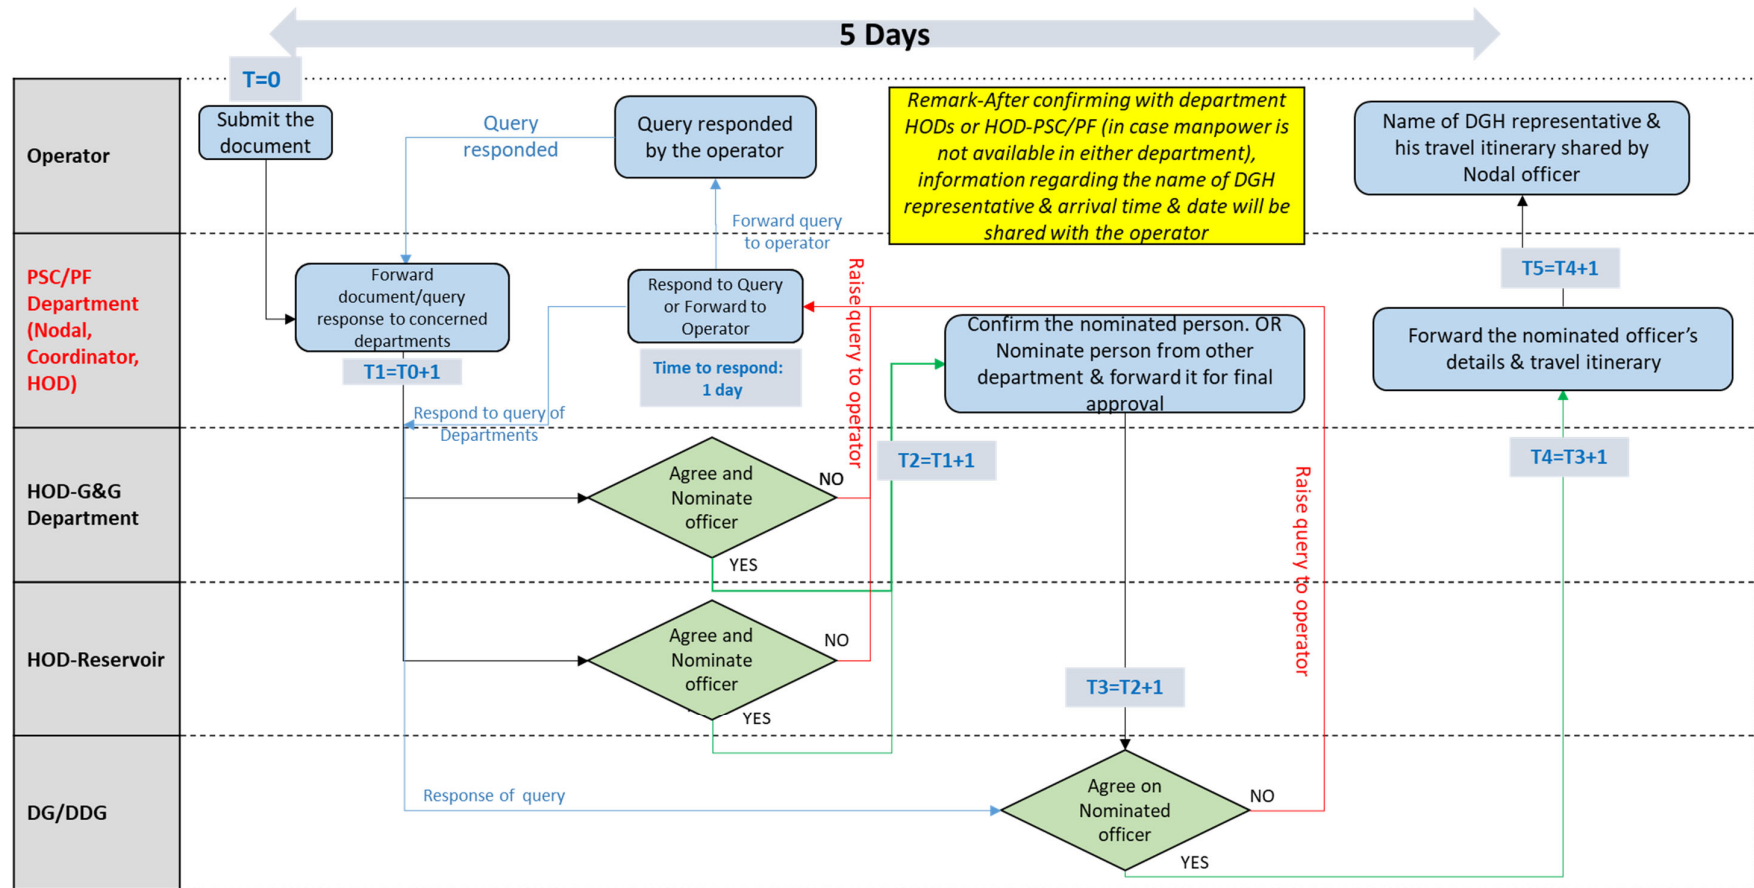 5 Days
T=0
Operator
Submit the
document
Query
responded
Query responded
by the operator
Forward query
to operator
Remark-After confirming with department
HODs or HOD-PSC/PF (in case manpower is
not available in either department),
information regarding the name of DGH
representative & arrival time & date will be
shared with the operator
Name of DGH representative &
his travel itinerary shared by
Nodal officer
PSC/PF
Department
(Nodal,
Coordinator,
HOD)
Forward
document/query
response to concerned
departments
T1=T0+1
Respond to Query
or Forward to
Operator
Time to respond:
1 day
Respond to query of
Departments
Raise query to operator
Confirm the nominated person. OR
Nominate person from other
department & forward it for final
approval
T5=T4+1
Forward the nominated officer's
details & travel itinerary
HOD-G&G
Department
Agree and
Nominate
officer
NO
YES
T2=T1+1
T4=T3+1
Raise query to operator
HOD-Reservoir
Agree and
Nominate
officer
NO
YES
T3=T2+1
DG/DDG
Response of query
Agree on
Nominated
officer
NO
YES